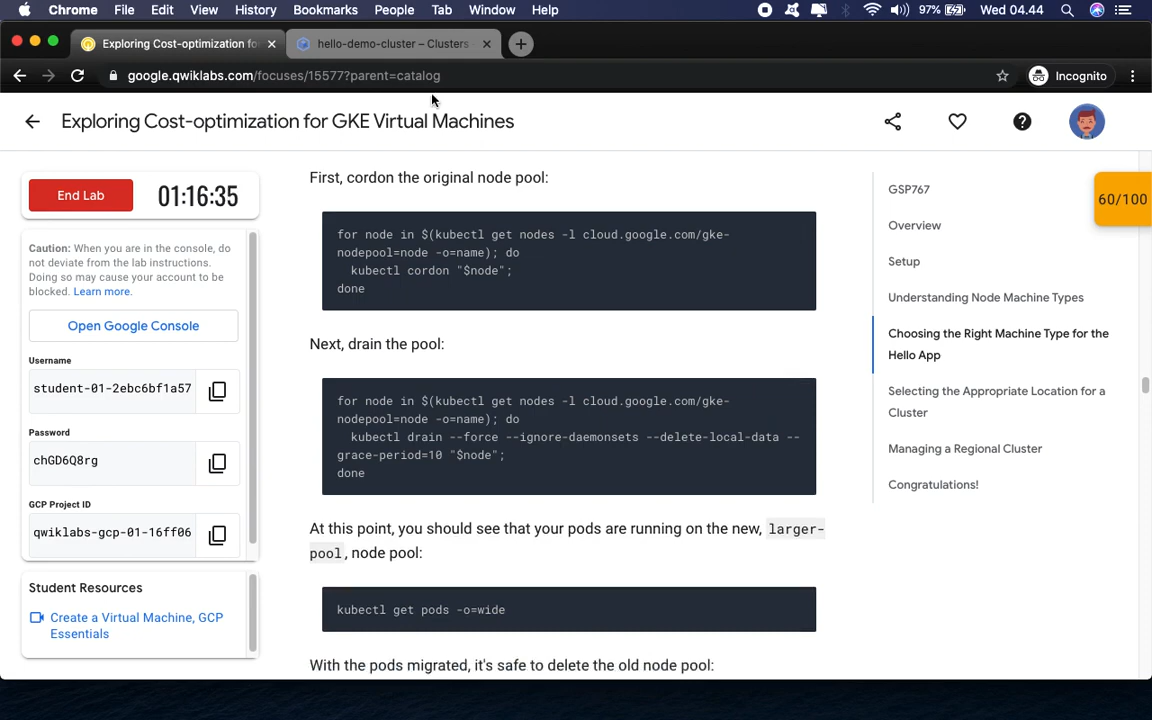 Chrome File Edit View History Bookmarks People Tab Window Help 97% Wed 04.44
Exploring Cost-optimization fo
hello-demo-cluster – Clusters
google.qwiklabs.com/focuses/15577?parent=catalog Incognito
Exploring Cost-optimization for GKE Virtual Machines
End Lab 01:16:35
Caution: When you are in the console, do
not deviate from the lab instructions.
Doing so may cause your account to be
blocked. Learn more.
Open Google Console
Username
student-01-2ebc6bf1a57
Password
chGD6Q8rg
GCP Project ID
qwiklabs-gcp-01-16ff06
Student Resources
Create a Virtual Machine, GCP
Essentials
First, cordon the original node pool:
for node in $(kubectl get nodes -l cloud.google.com/gke-
nodepool=node -o=name); do
kubectl cordon "$node";
done
Next, drain the pool:
for node in $(kubectl get nodes -l cloud.google.com/gke-
nodepool=node -o=name); do
kubectl drain --force --ignore-daemonsets --delete-local-data --
grace-period=10 "$node";
done
At this point, you should see that your pods are running on the new, larger-
pool, node pool:
kubectl get pods -o=wide
With the pods migrated, it's safe to delete the old node pool:
GSP767
Overview
Setup
Understanding Node Machine Types
Choosing the Right Machine Type for the
Hello App
Selecting the Appropriate Location for a
Cluster
Managing a Regional Cluster
Congratulations!
60/100